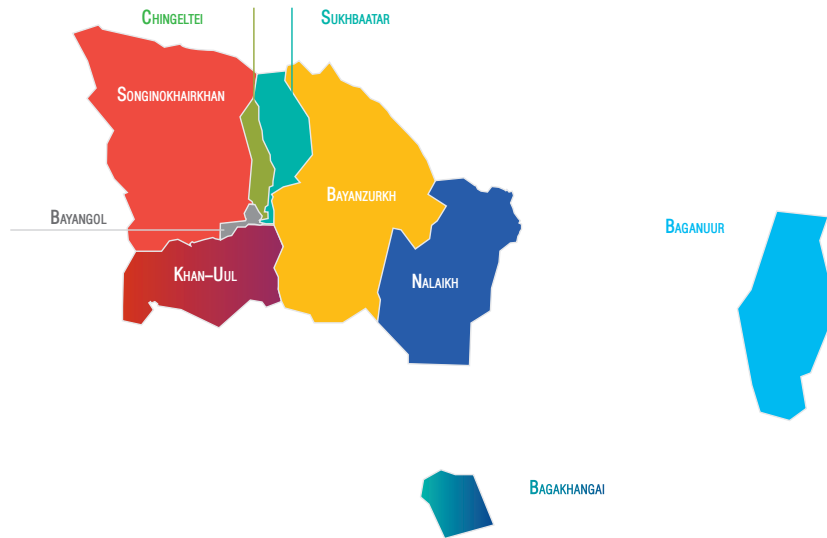 Chingeltei
Sukhbaatar
Songinokhairkhan
Bayanzurkh
Bayangol
Baganuur
Khan–Uul
Nalaikh
Bagakhangai